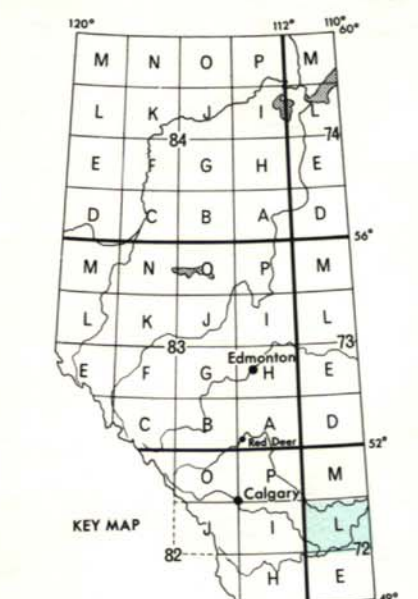 120° 112° 110°
60°
M N O P M
L K J I L
84 74
E F G H E
D C B A D
56°
M N O P M
L K J I L
83 73
Edmonton
E F G H E
C B A D
Red Deer
52°
O P M
Calgary
KEY MAP J I L
82 72
H E
49°